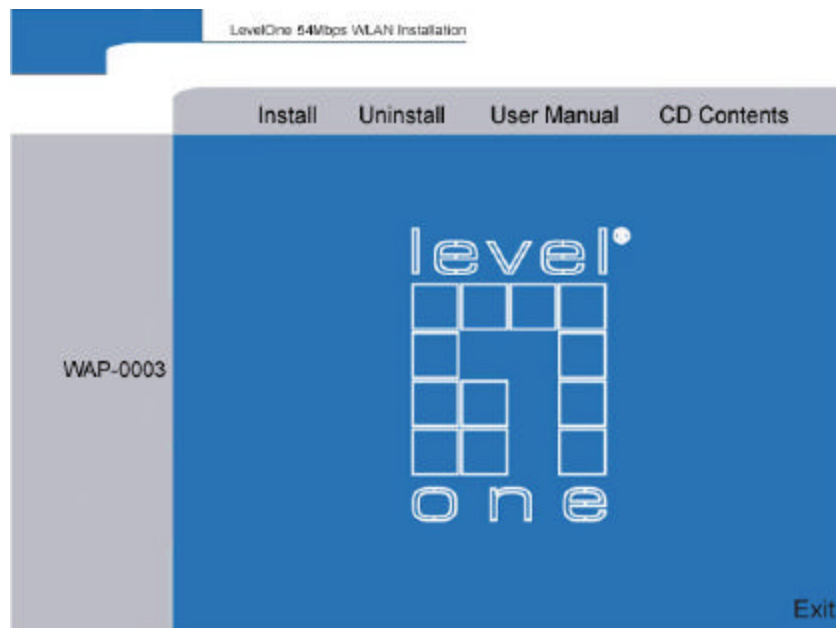 LevelOne 54Mbps WLAN Installation
Install Uninstall User Manual CD Contents
level®
WAP-0003
one
Exit